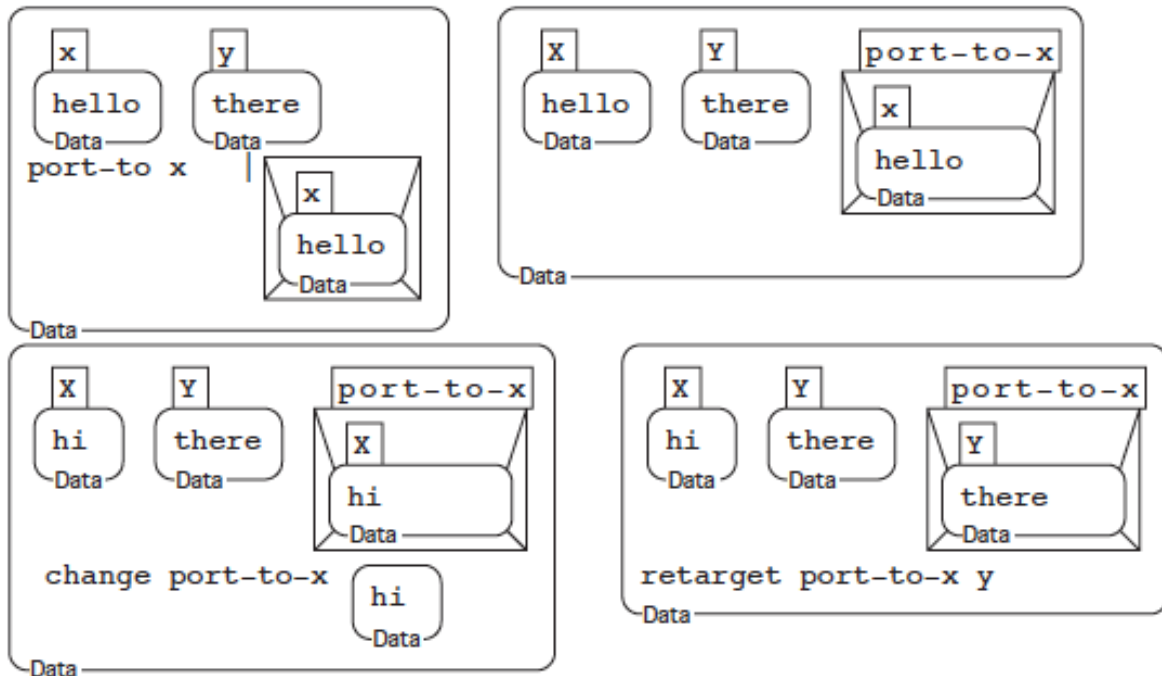 x y
hello there
Data Data
port-to x |
x
hello
Data
Data
X Y port-to-x
hello there x
Data Data hello
Data
Data
X Y port-to-x
hi there X
Data Data hi
Data
change port-to-x hi
Data
Data
X Y port-to-x
hi there Y
Data Data there
Data
retarget port-to-x y
Data